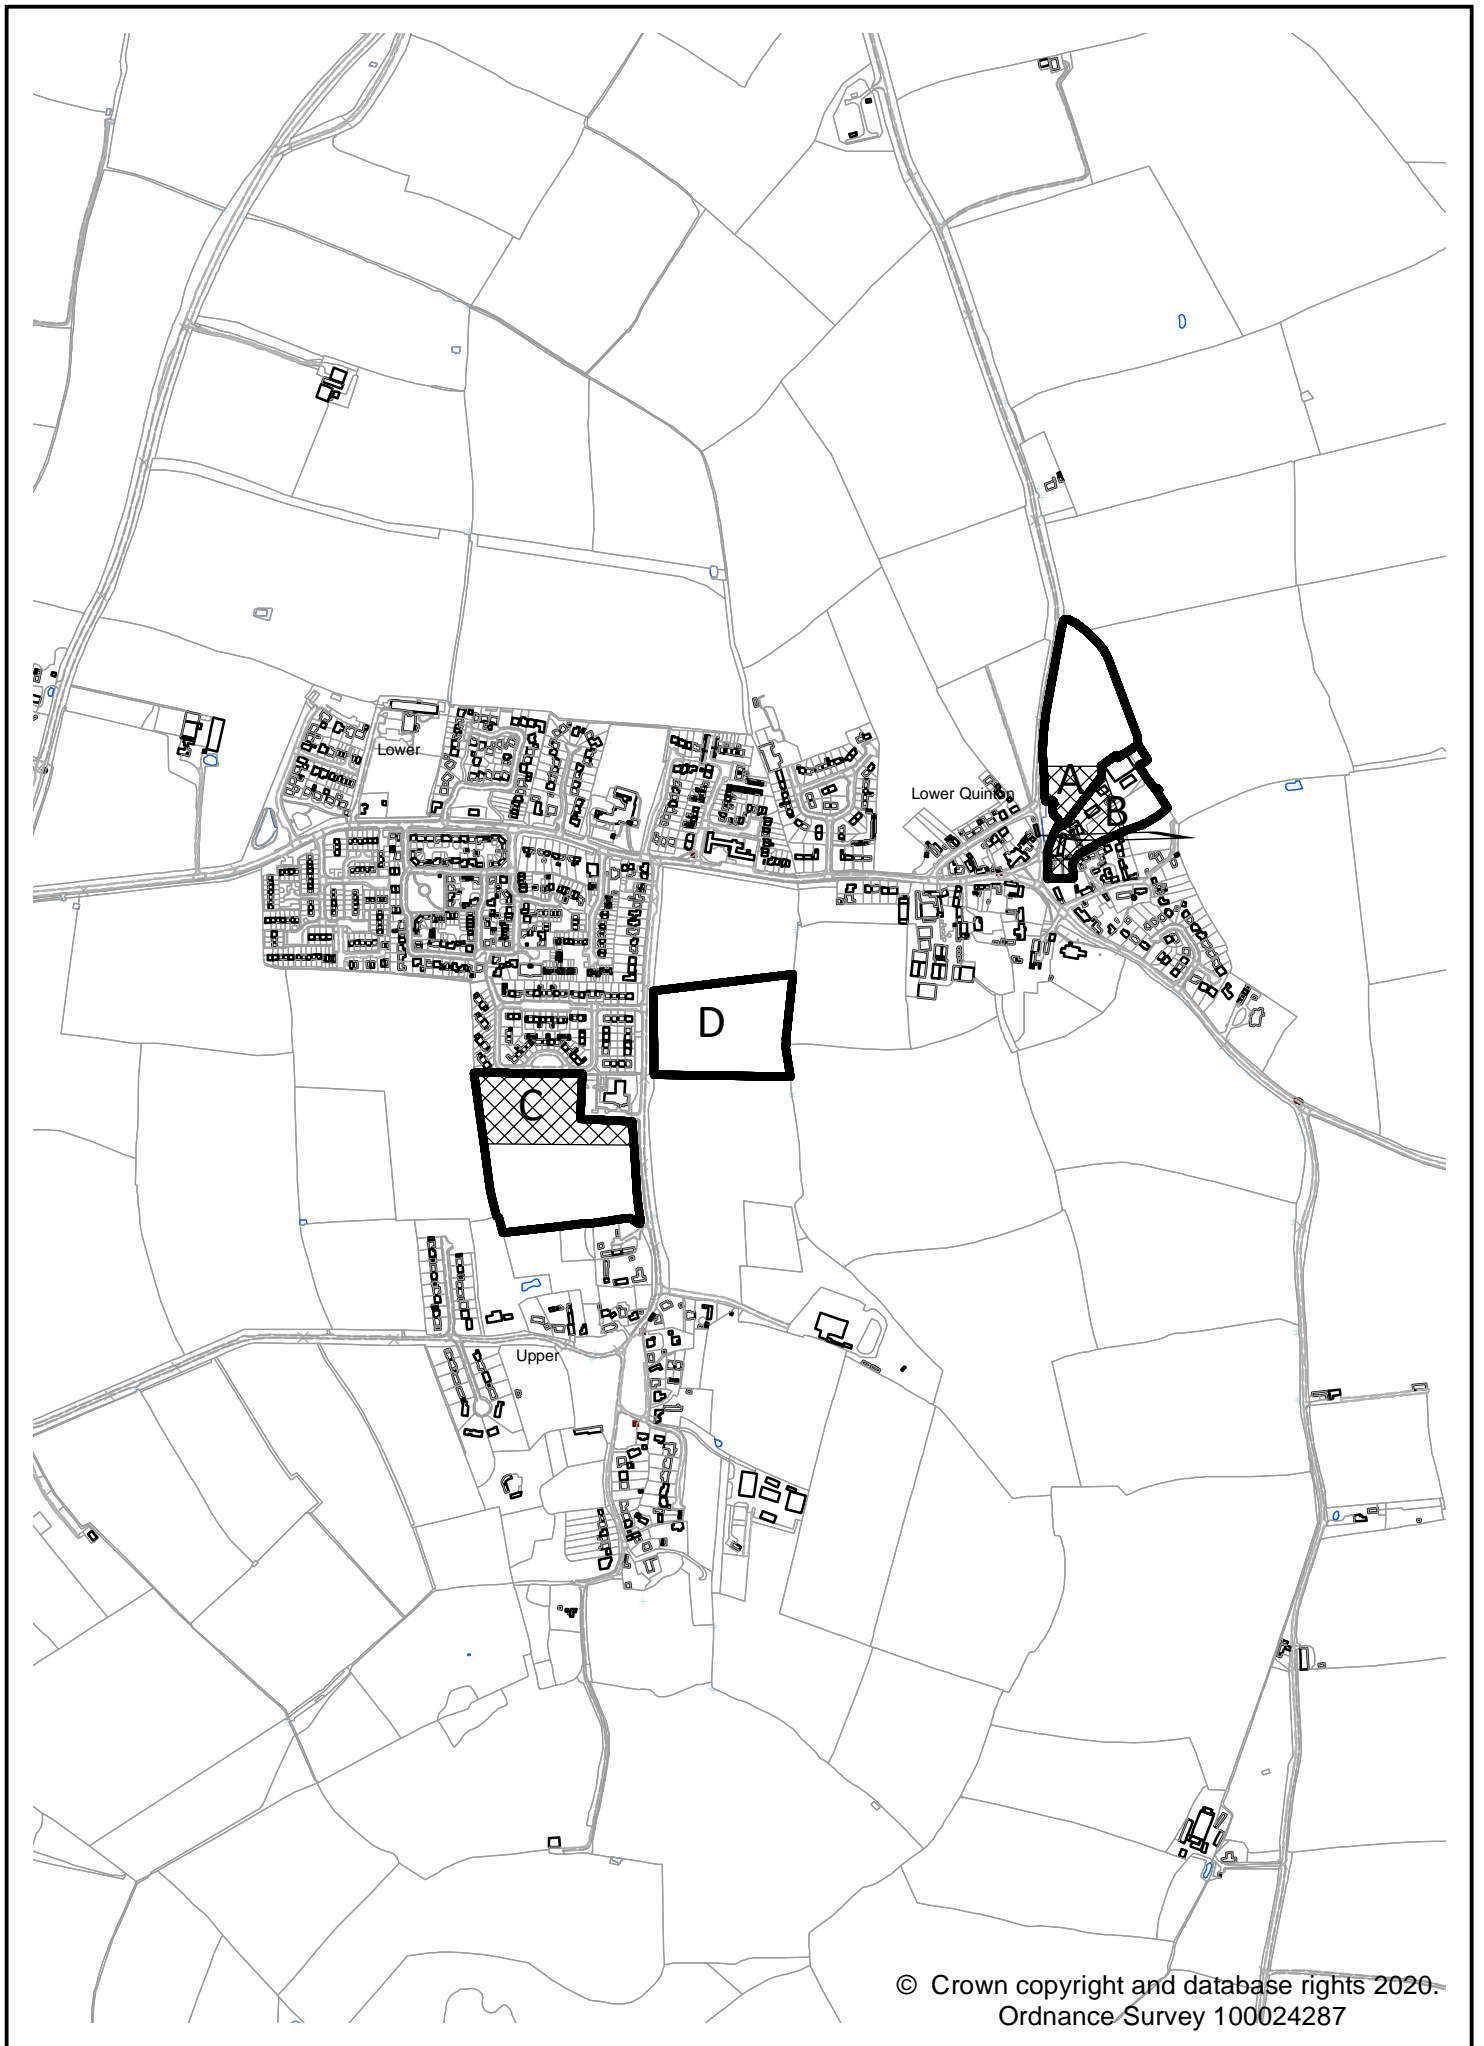 Lower
A
Lower Quinton
B
D
C
Upper
© Crown copyright and database rights 2020.
Ordnance Survey 100024287